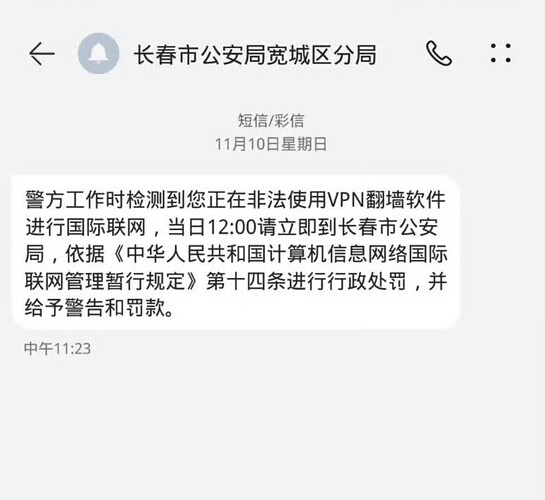 长春市公安局宽城区分局
短信/彩信
11月10日星期日
警方工作时检测到您正在非法使用VPN翻墙软件
进行国际联网，当日12:00请立即到长春市公安
局，依据《中华人民共和国计算机信息网络国际
联网管理暂行规定》第十四条进行行政处罚，并
给予警告和罚款。
中午11:23